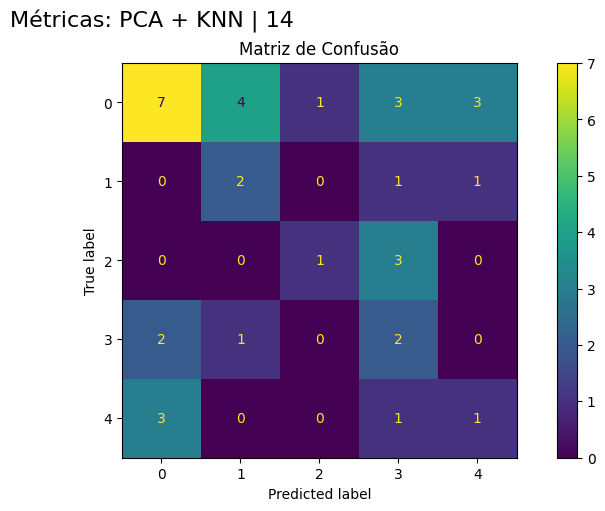 Métricas: PCA + KNN | 14
Matriz de Confusão
0 7 4 1 3 3
1 0 2 0 1 1
2 0 0 1 3 0
3 2 1 0 2 0
4 3 0 0 1 1
0 1 2 3 4
True label
Predicted label
7
6
5
4
3
2
1
0